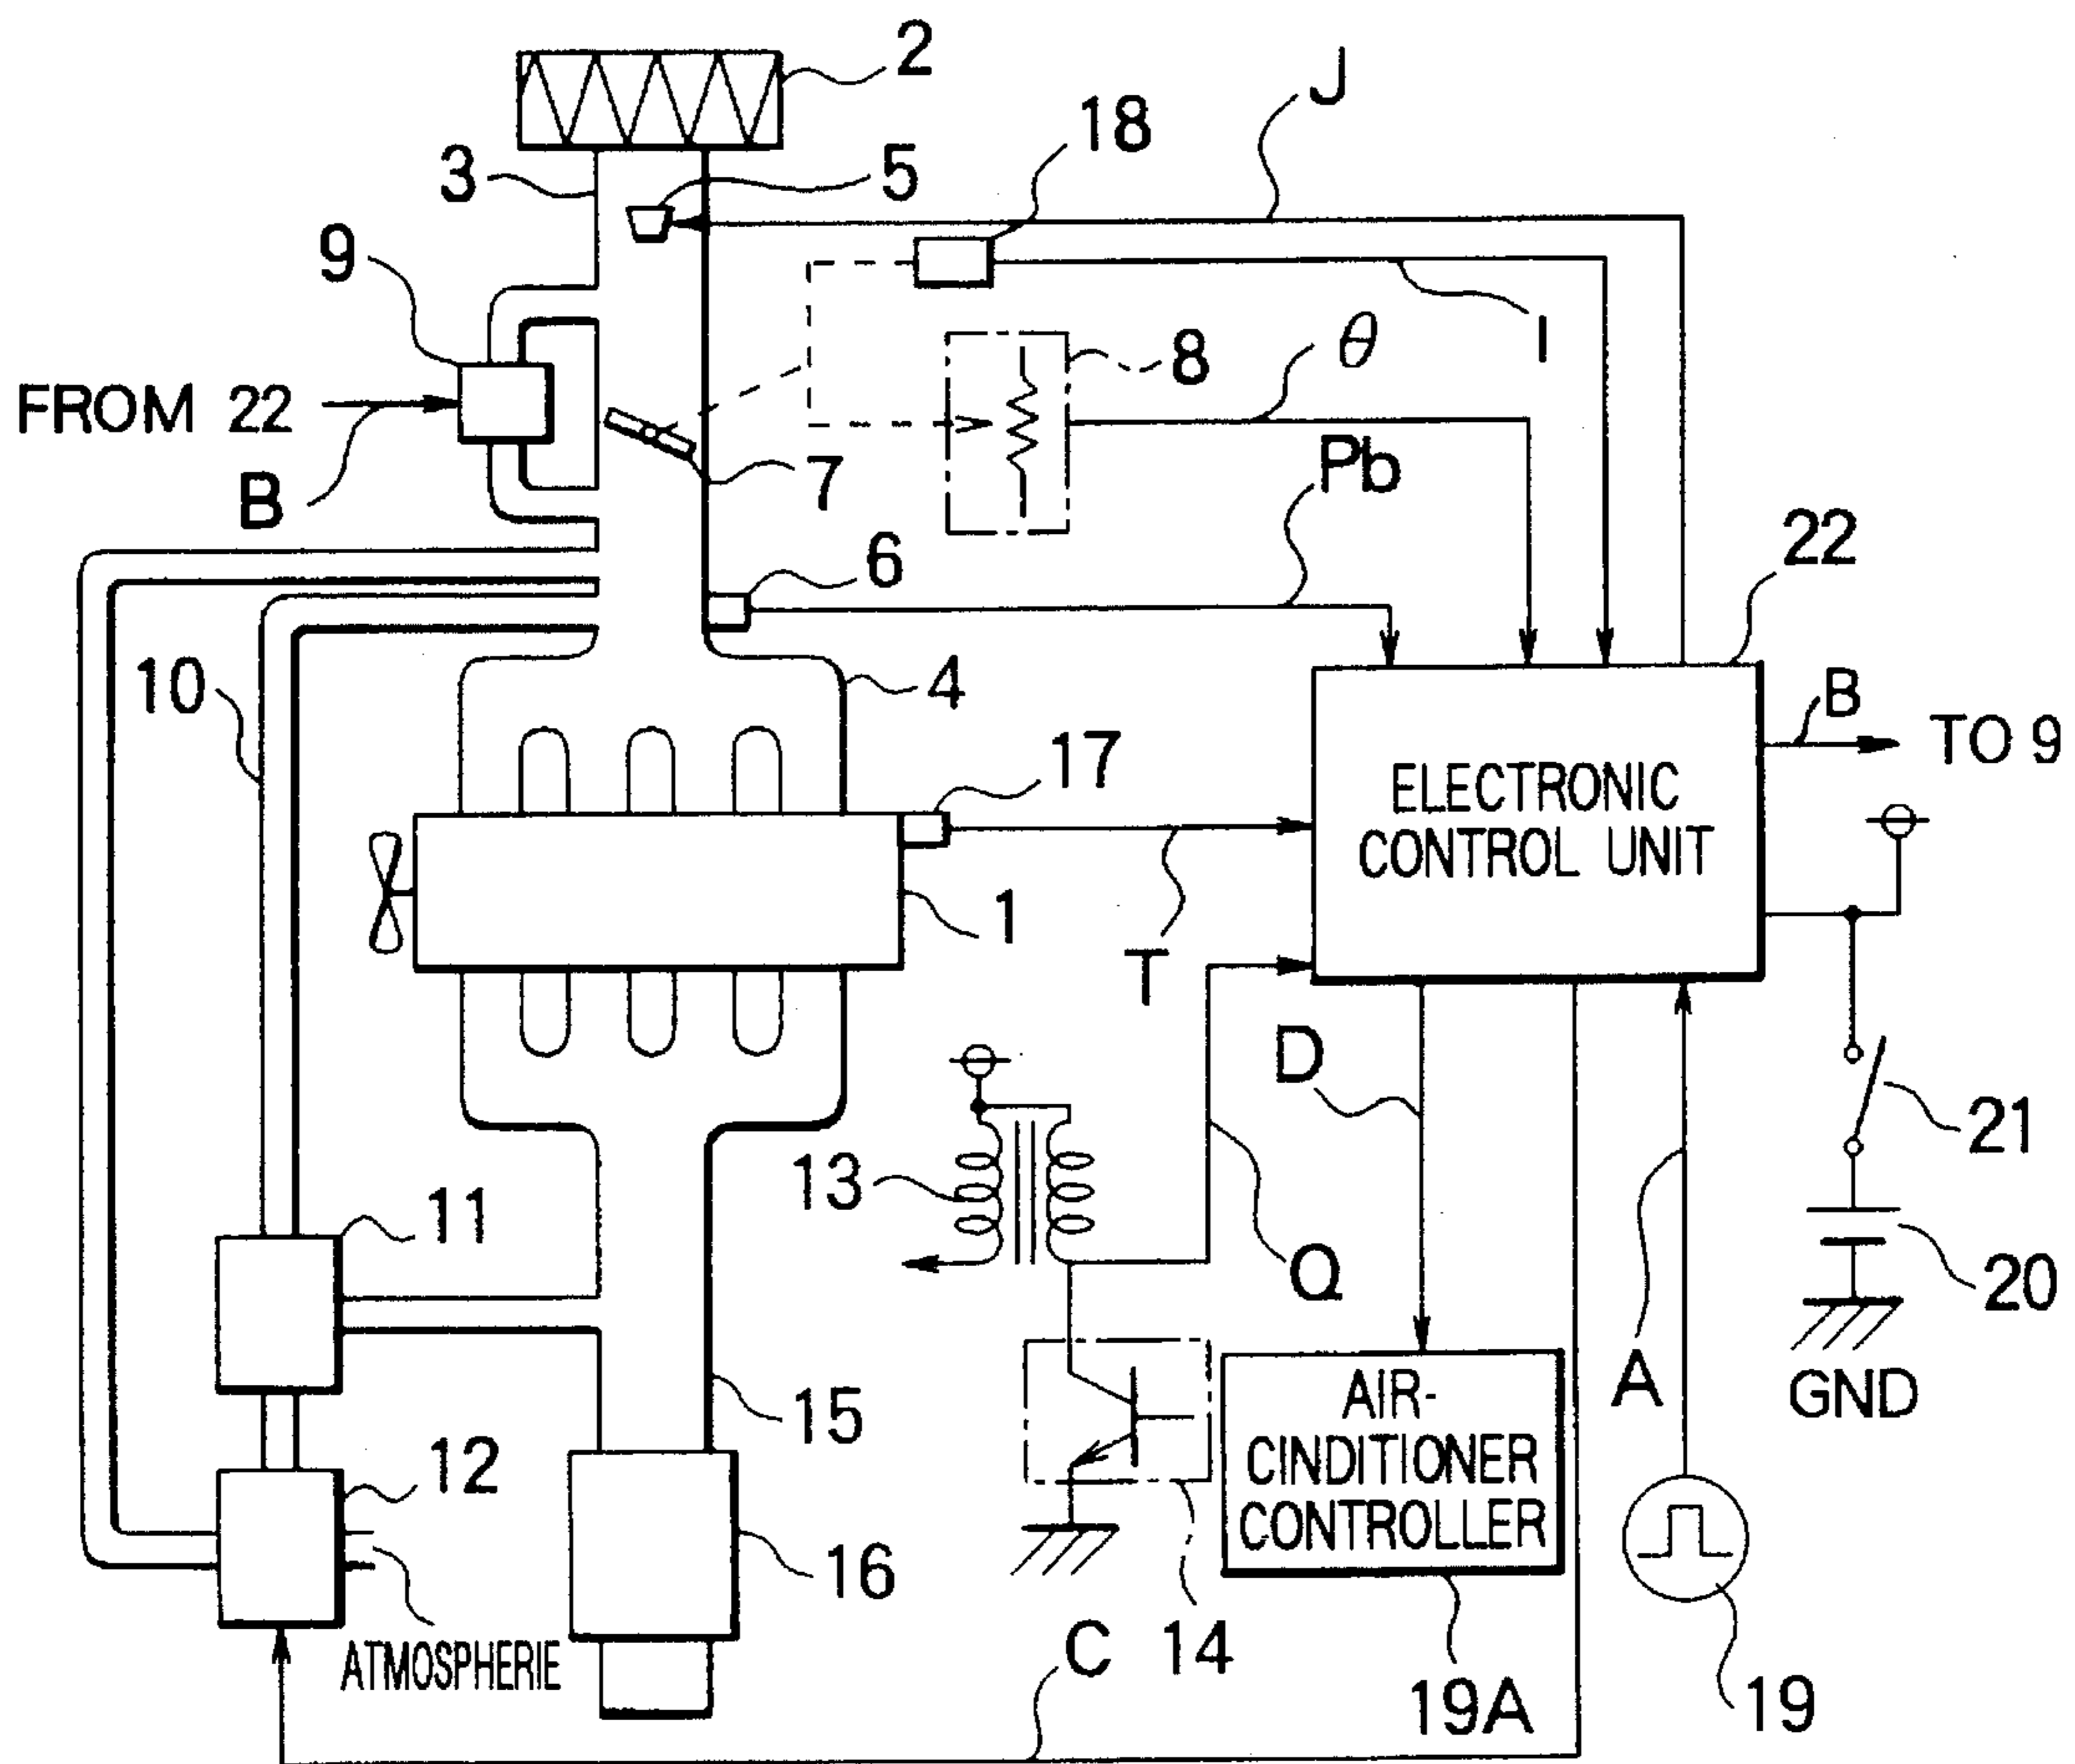 2
J
18
3
5
9
I
θ
8
FROM 22
Pb
B
7
22
6
10
4
B
TO 9
17
ELECTRONIC
CONTROL UNIT
1
T
D
21
13
11
Q
20
A
GND
15
AIR-
CINDITIONER
CONTROLLER
12
16
ATMOSPHERIE
C
14
19A
19